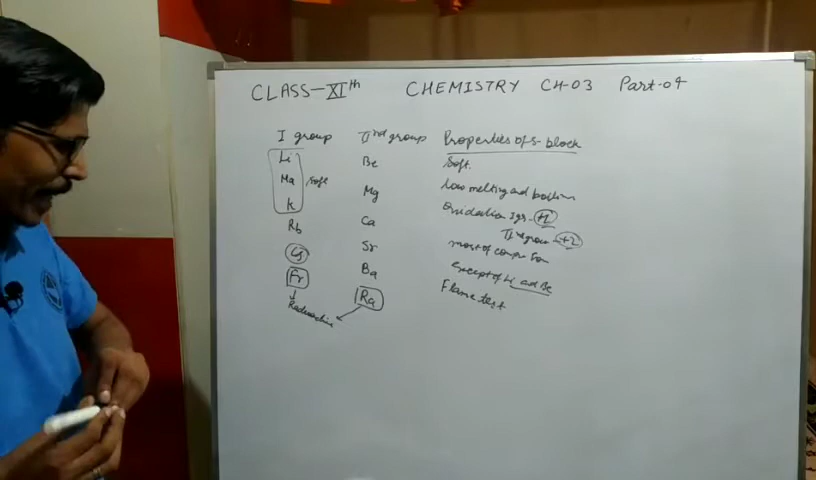 CLASS-XIth CHEMISTRY CH-03 Part-04
I group IInd group Properties of s-block
Li Be Soft.
Na Soft Mg Low melting and boiling
K Ca Oxidation I gr. +1
Rb Sr IInd group +2
Cs Ba most of comp
Fr Ra except of Li and Be
Radioactive Flame test